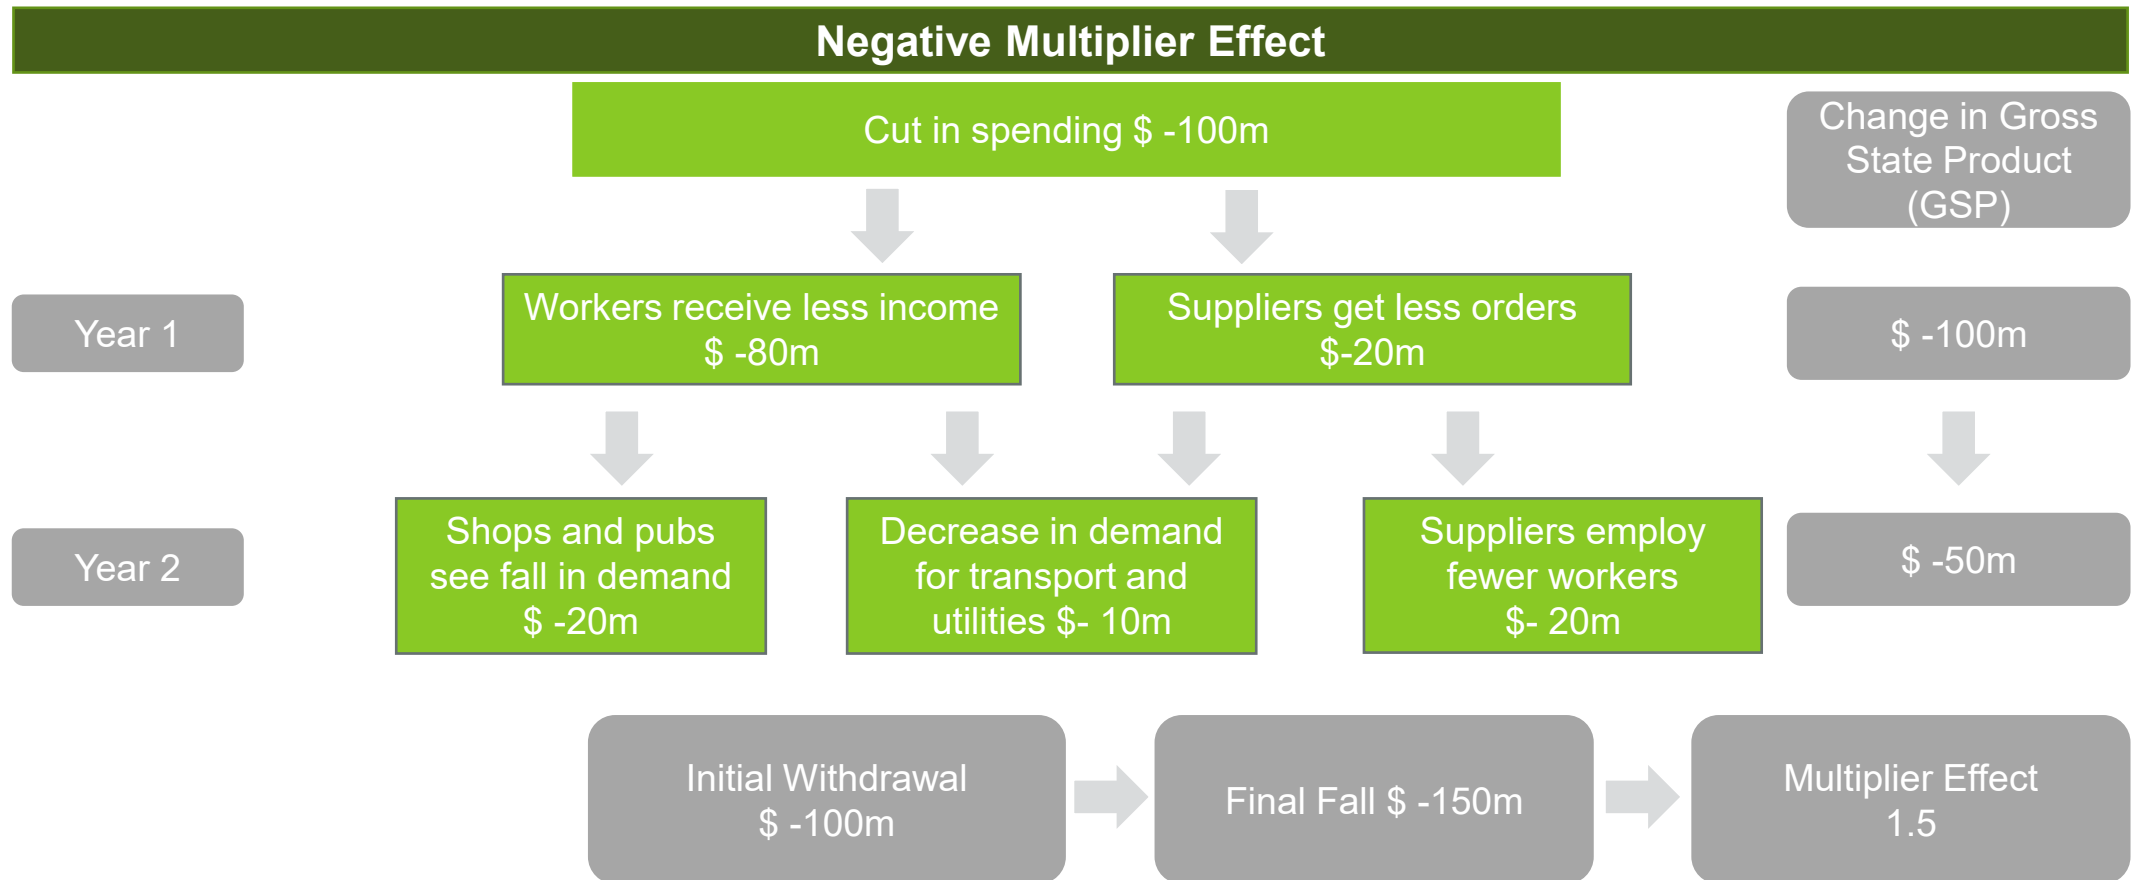 Negative Multiplier Effect
Cut in spending $ -100m
Change in Gross
State Product
(GSP)
Year 1
Workers receive less income
$ -80m
Suppliers get less orders
$-20m
$ -100m
Year 2
Shops and pubs
see fall in demand
$ -20m
Decrease in demand
for transport and
utilities $- 10m
Suppliers employ
fewer workers
$- 20m
$ -50m
Initial Withdrawal
$ -100m
Final Fall $ -150m
Multiplier Effect
1.5